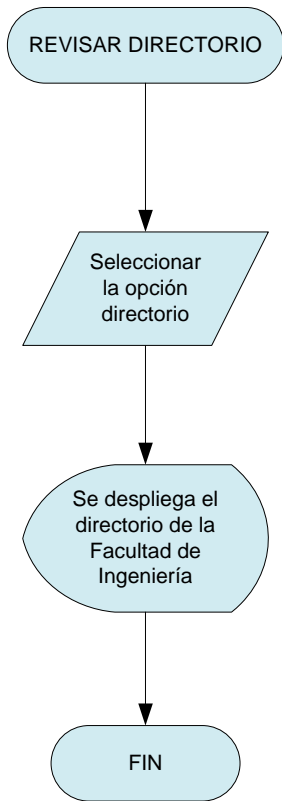 REVISAR DIRECTORIO
Seleccionar
la opción
directorio
Se despliega el
directorio de la
Facultad de
Ingeniería
FIN